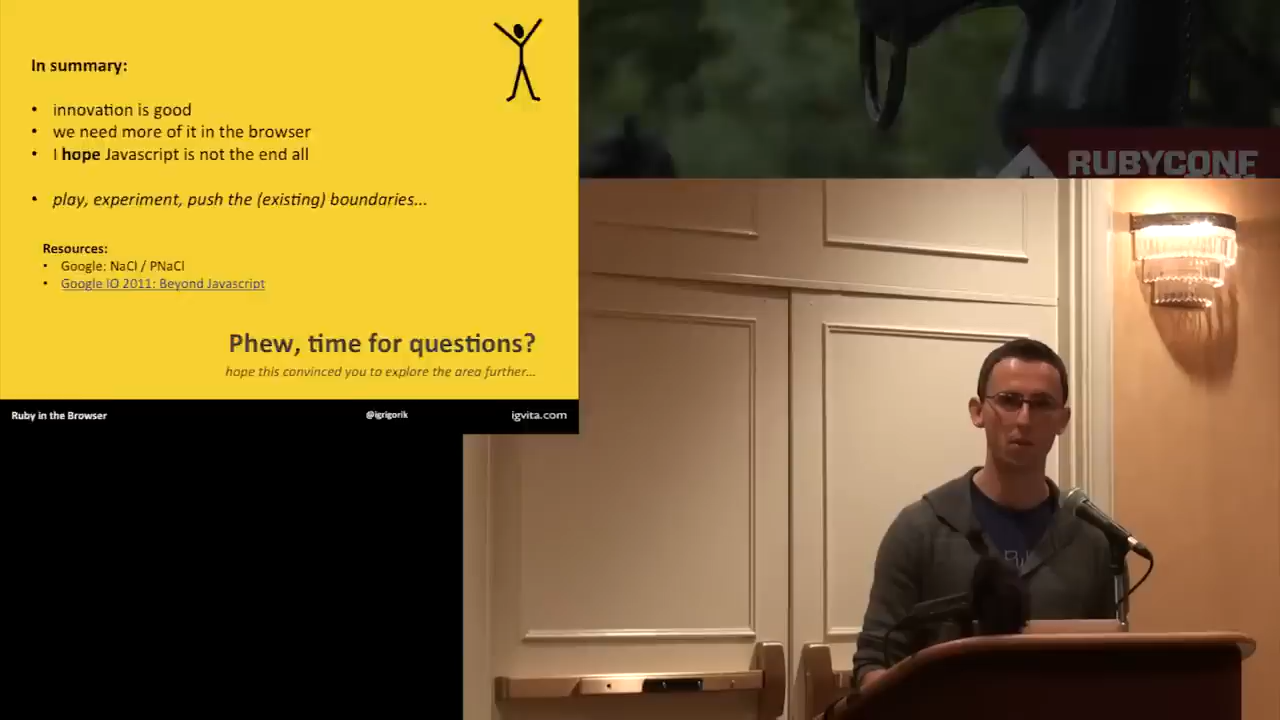 In summary:
• innovation is good
• we need more of it in the browser
• I hope Javascript is not the end all
• play, experiment, push the (existing) boundaries...
Resources:
• Google: NaCl / PNaCl
• Google IO 2011: Beyond Javascript
Phew, time for questions?
hope this convinced you to explore the area further...
Ruby in the Browser
@igrigorik
igvita.com
RUBYCONF